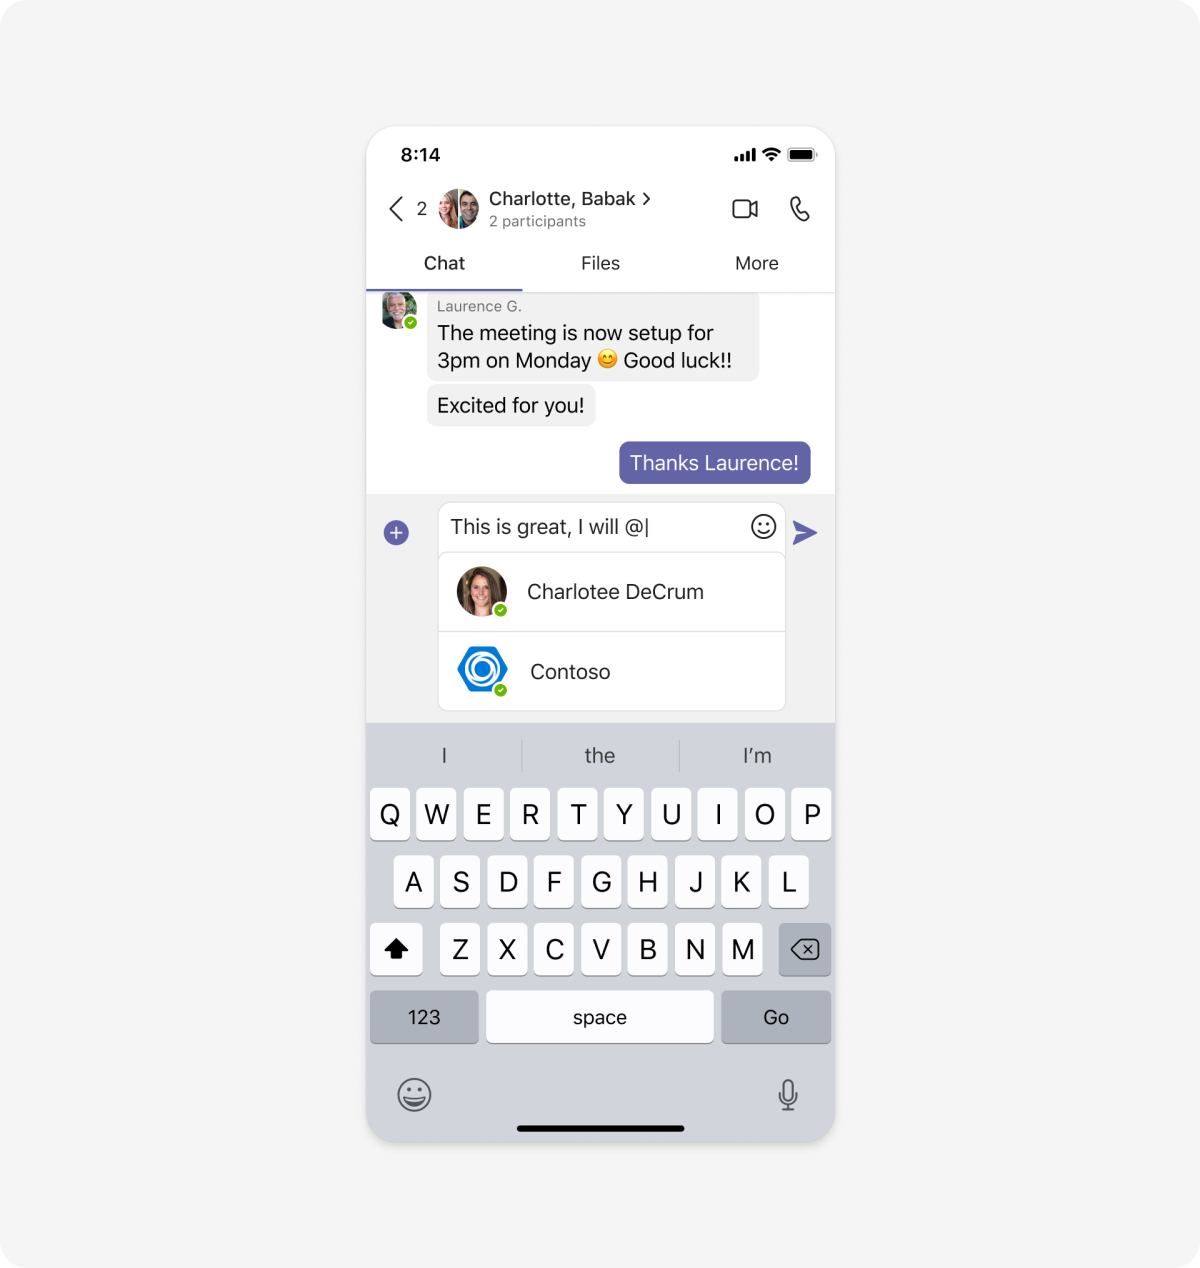 8:14
2
Charlotte, Babak
2 participants
Chat
Files
More
Laurence G.
The meeting is now setup for
3pm on Monday 😊 Good luck!!
Excited for you!
Thanks Laurence!
This is great, I will @
Charlotee DeCrum
Contoso
I the I’m
Q W E R T Y U I O P
A S D F G H J K L
Z X C V B N M
123 space Go